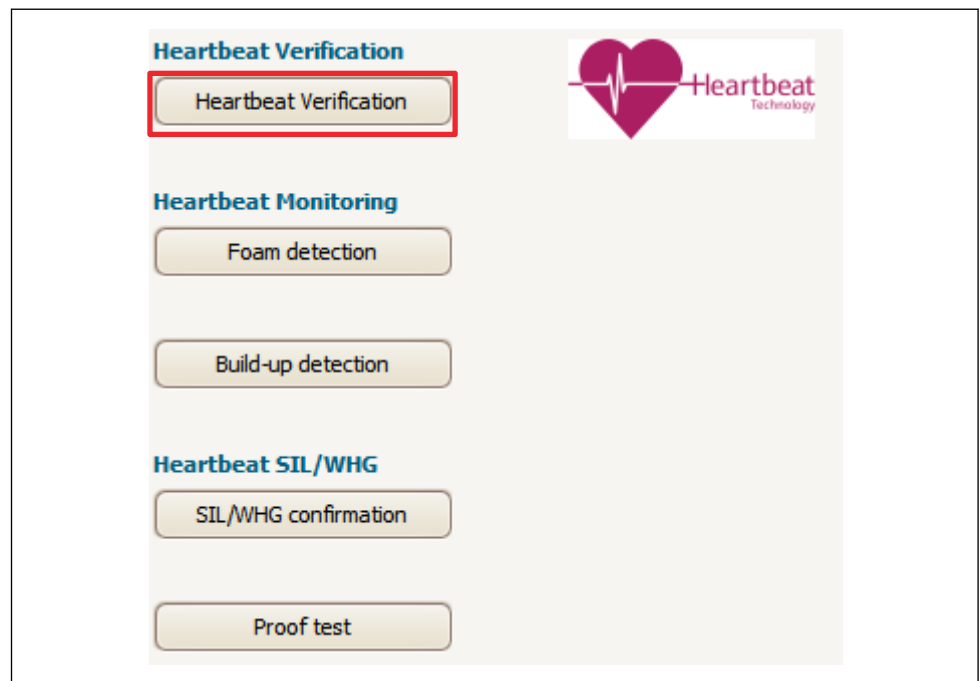 Heartbeat Verification
Heartbeat Verification
Heartbeat
Technology
Heartbeat Monitoring
Foam detection
Build-up detection
Heartbeat SIL/WHG
SIL/WHG confirmation
Proof test